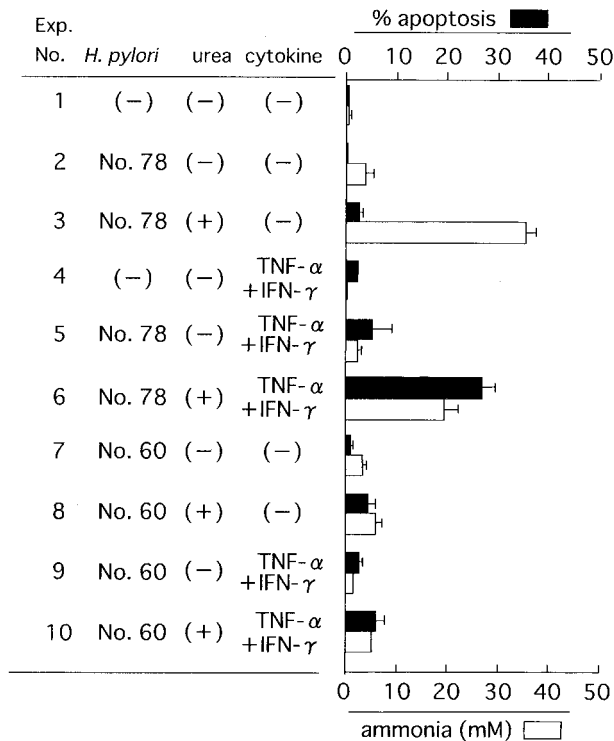 Exp.
No. H. pylori urea cytokine
% apoptosis
0 10 20 30 40 50
1 (−) (−) (−)
2 No. 78 (−) (−)
3 No. 78 (+) (−)
4 (−) (−) TNF-α
+IFN-γ
5 No. 78 (−) TNF-α
+IFN-γ
6 No. 78 (+) TNF-α
+IFN-γ
7 No. 60 (−) (−)
8 No. 60 (+) (−)
9 No. 60 (−) TNF-α
+IFN-γ
10 No. 60 (+) TNF-α
+IFN-γ
0 10 20 30 40 50
ammonia (mM)